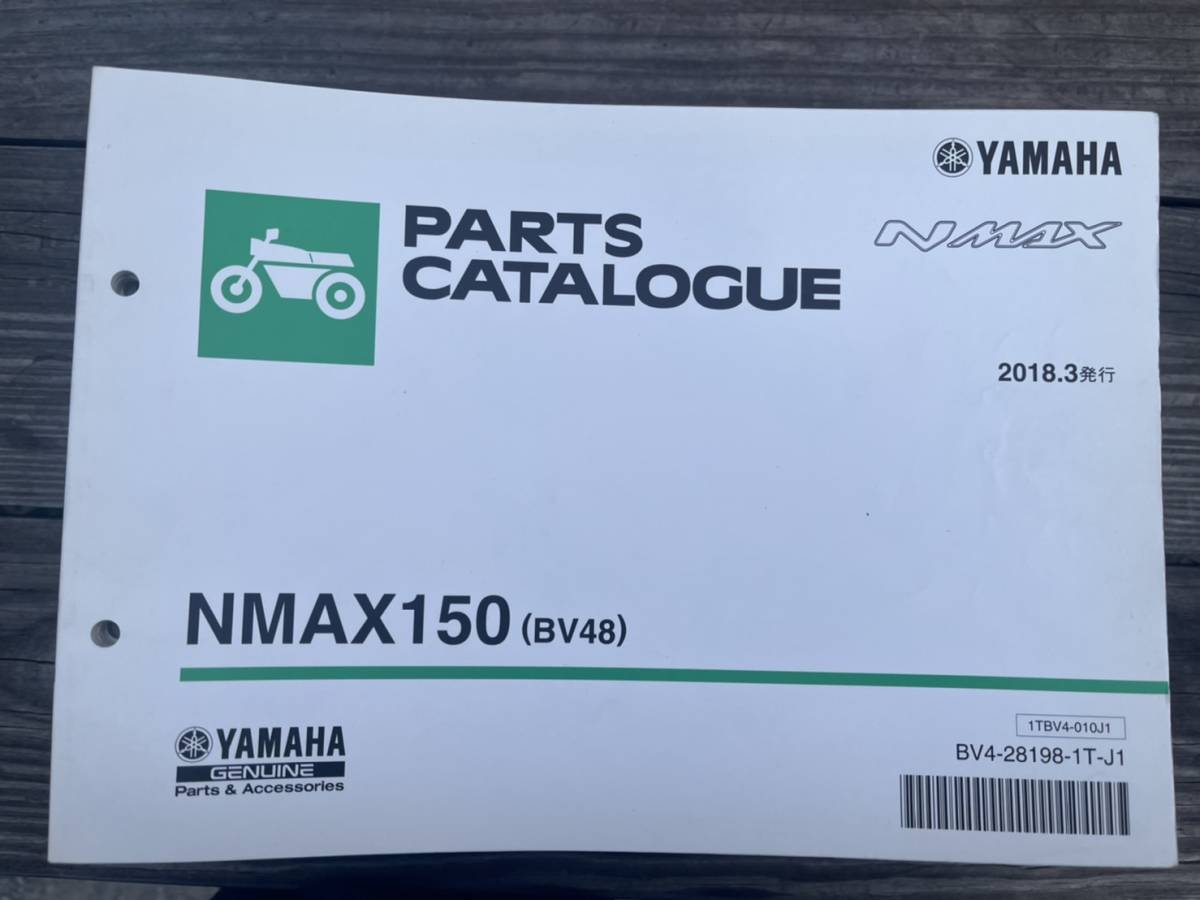 YAMAHA
NMAX
PARTS
CATALOGUE
2018.3発行
NMAX150 (BV48)
YAMAHA
GENUINE
Parts & Accessories
1TBV4-010J1
BV4-28198-1T-J1